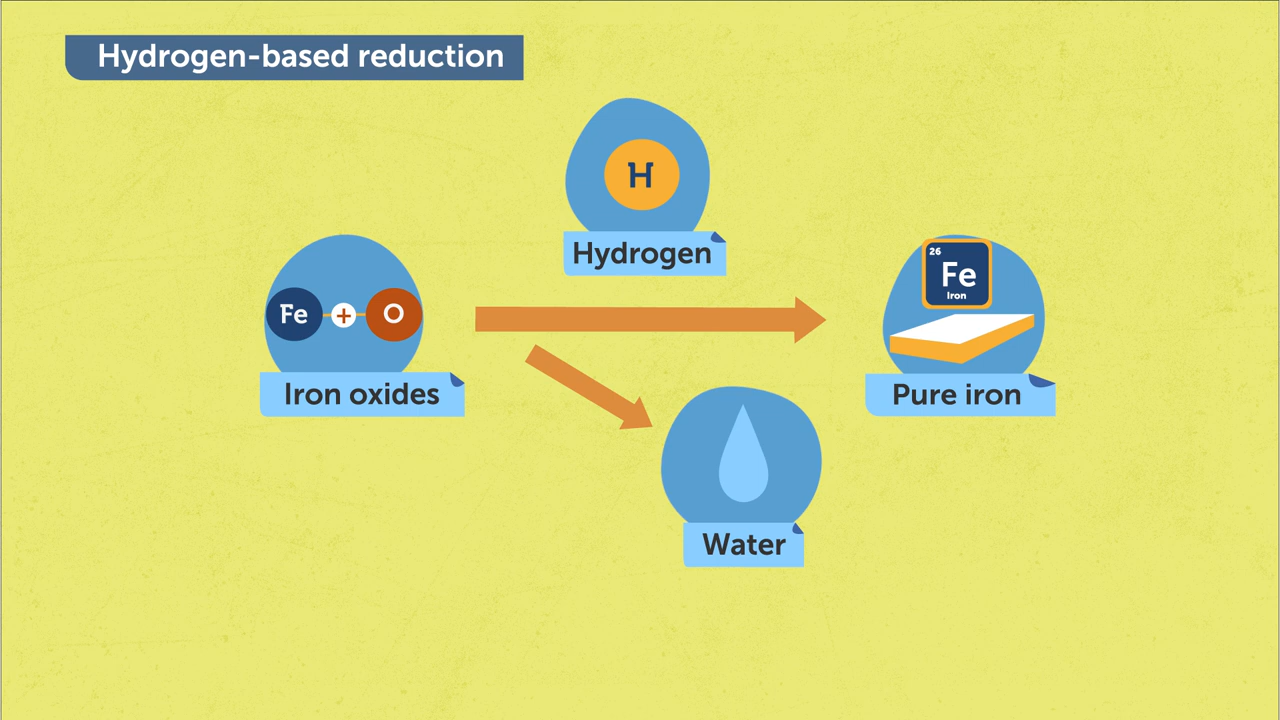 Hydrogen-based reduction
H
Hydrogen
Fe + O
Iron oxides
26
Fe
Iron
Pure iron
Water